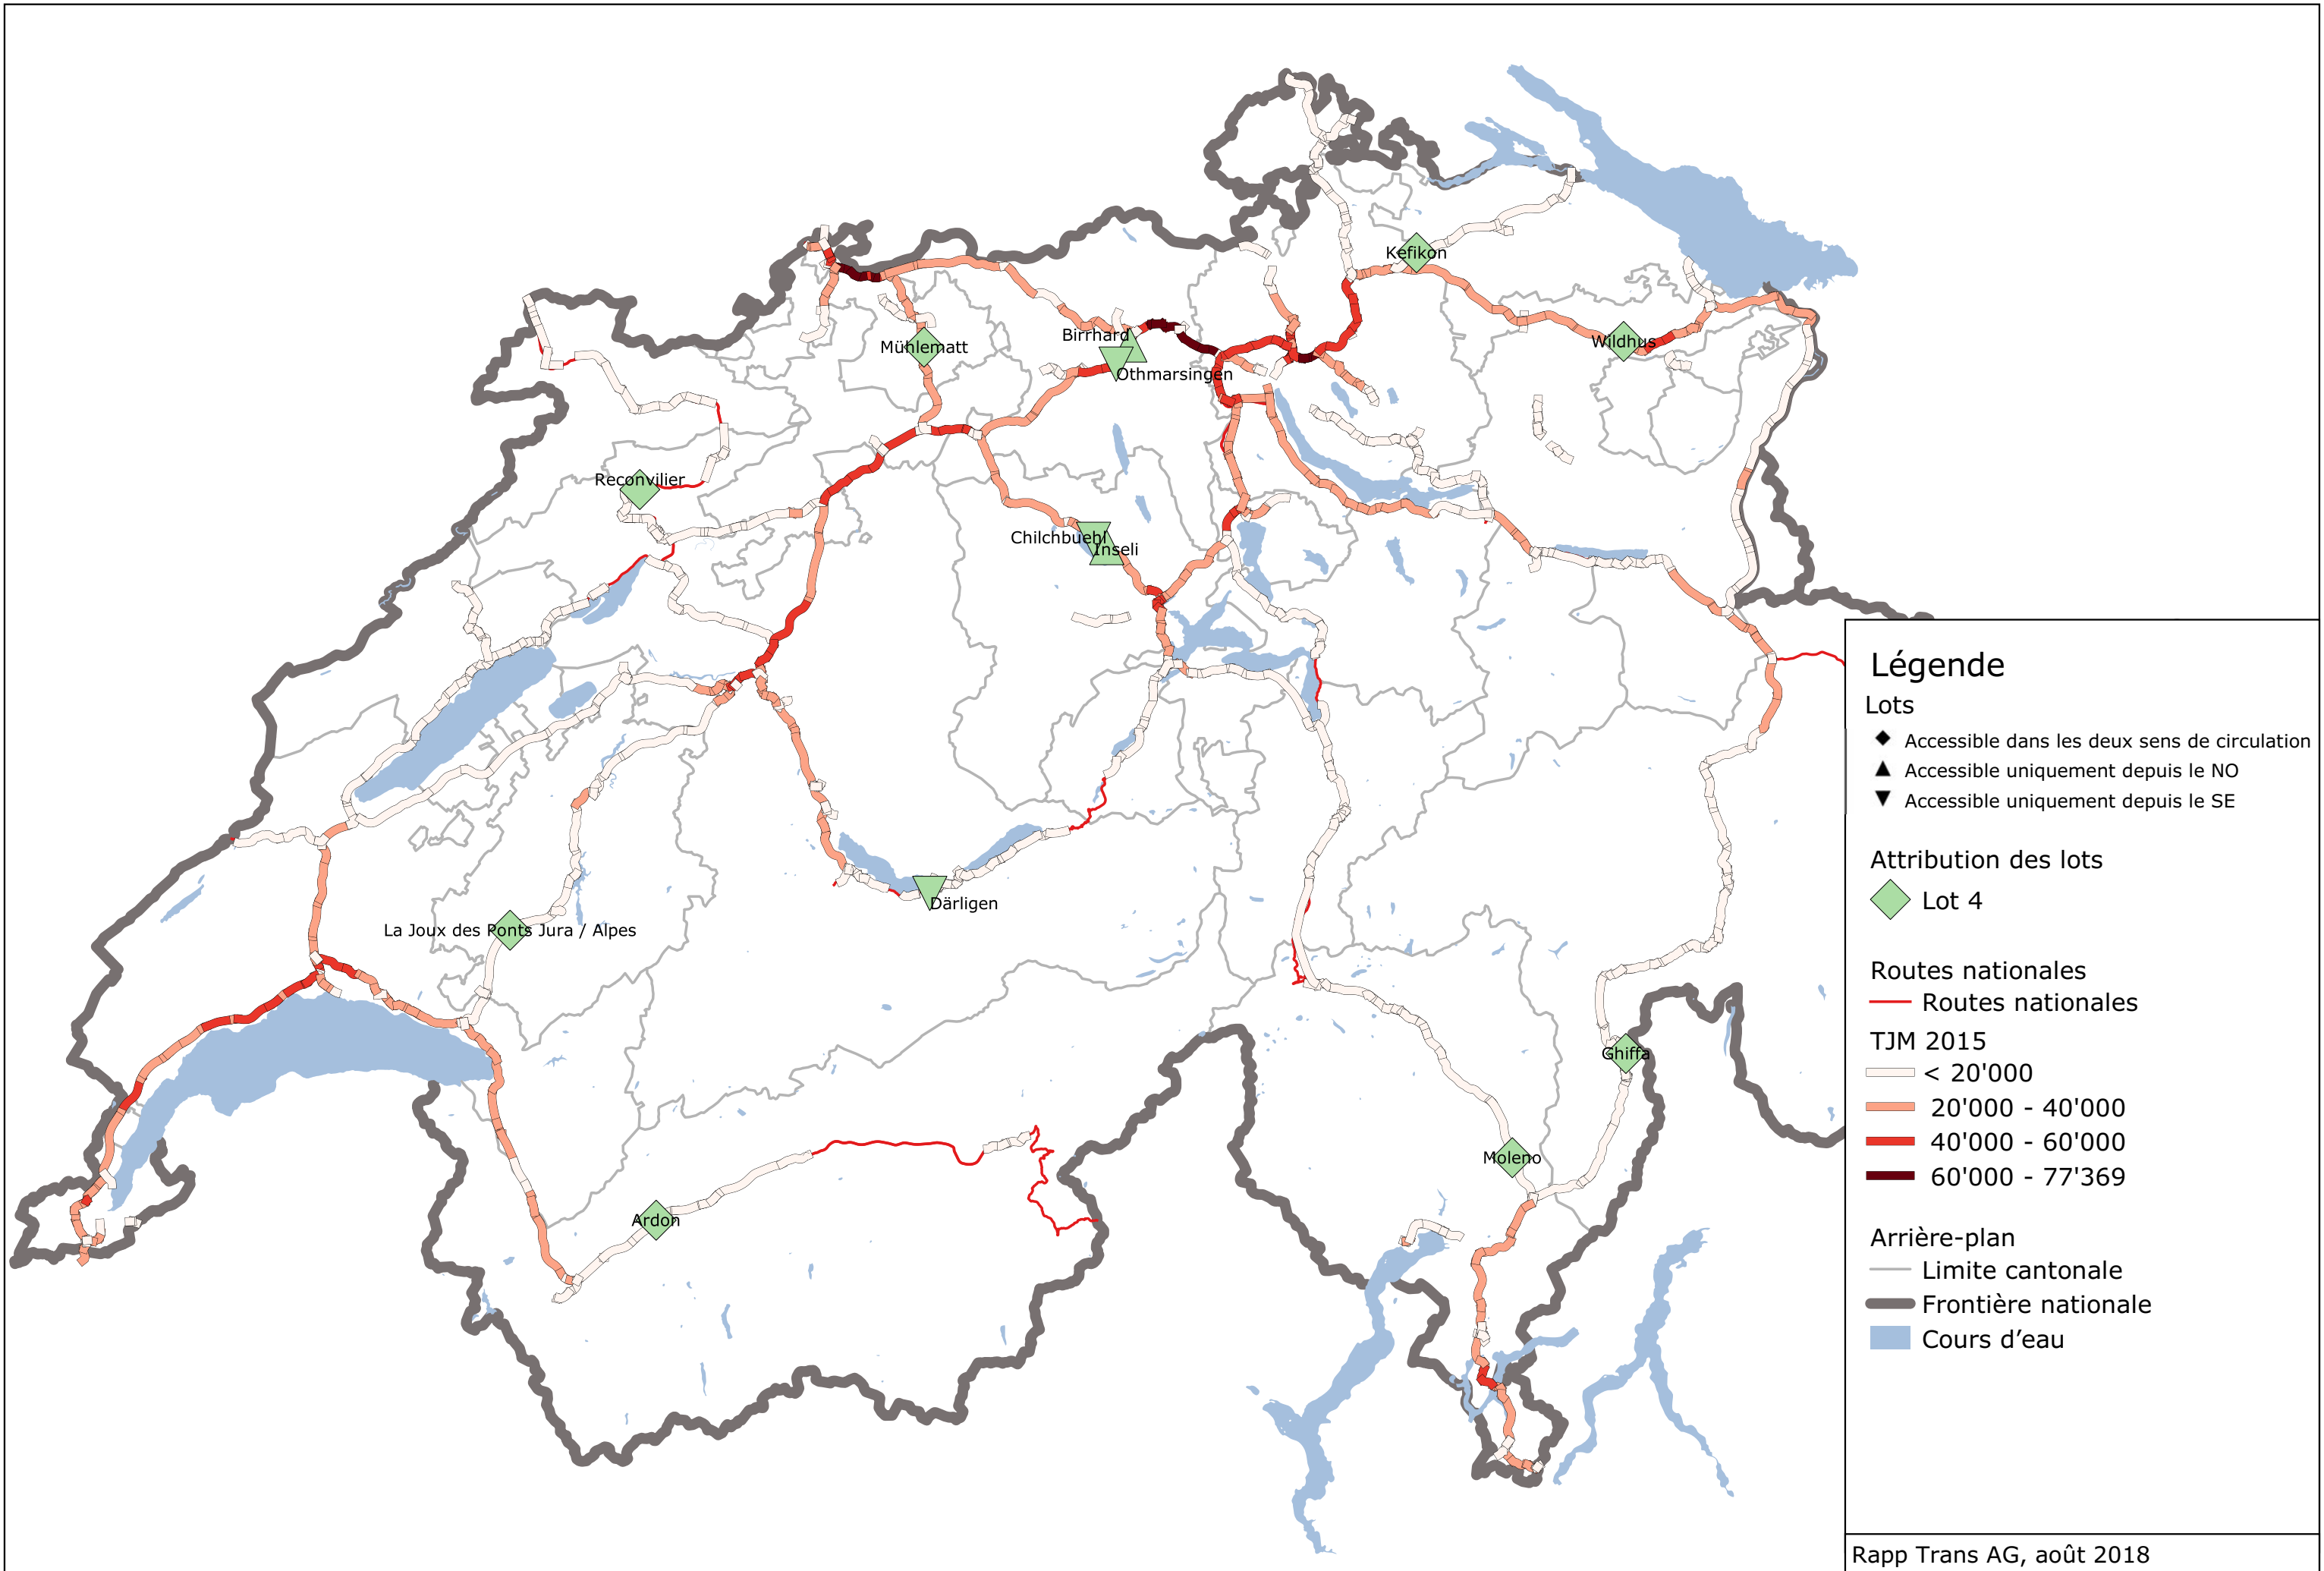 Kefikon
Birrhard
Mühlematt
Wildhus
Othmarsingen
Reconvilier
Chilchbuehl
Inseli
Därligen
La Joux des Ponts Jura / Alpes
Ghiffa
Moleno
Ardon
Légende
Lots
Accessible dans les deux sens de circulation
Accessible uniquement depuis le NO
Accessible uniquement depuis le SE
Attribution des lots
Lot 4
Routes nationales
Routes nationales
TJM 2015
< 20'000
20'000 - 40'000
40'000 - 60'000
60'000 - 77'369
Arrière-plan
Limite cantonale
Frontière nationale
Cours d’eau
Rapp Trans AG, août 2018